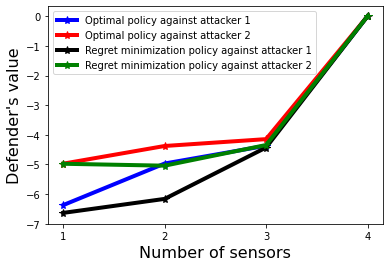 0
−1
−2
−3
−4
−5
−6
−7
Defender's value
Optimal policy against attacker 1
Optimal policy against attacker 2
Regret minimization policy against attacker 1
Regret minimization policy against attacker 2
1 2 3 4
Number of sensors